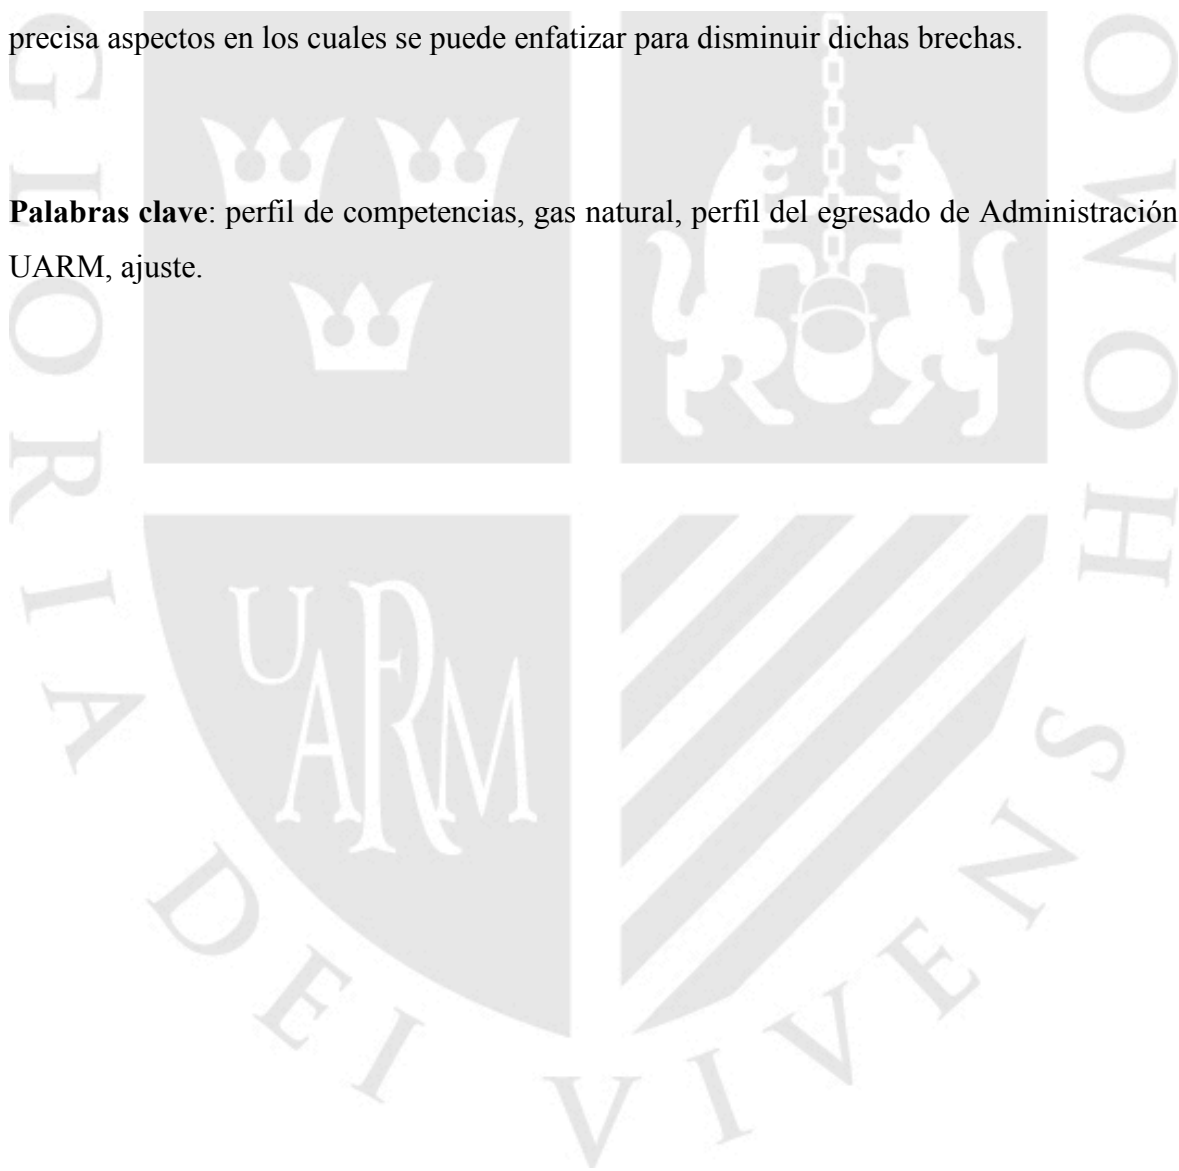 precisa aspectos en los cuales se puede enfatizar para disminuir dichas brechas.
Palabras clave: perfil de competencias, gas natural, perfil del egresado de Administración
UARM, ajuste.
UARM
GLORIA DEI VIVENS HOMO